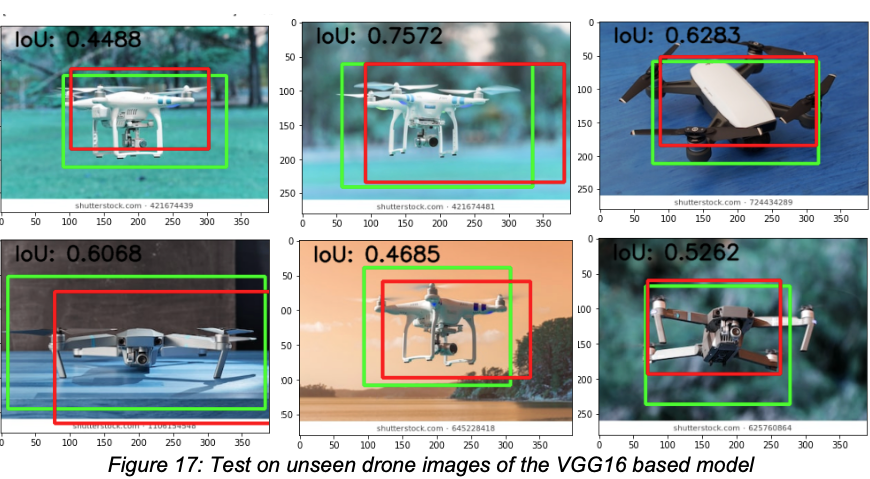 IoU: 0.4488
IoU: 0.7572
IoU: 0.6283
0
50
100
150
200
250
0
50
100
150
200
250
shutterstock.com · 421674439
shutterstock.com · 421674481
shutterstock.com · 724434289
0 50 100 150 200 250 300 350
0 50 100 150 200 250 300 350
0 50 100 150 200 250 300 350
IoU: 0.6068
IoU: 0.4685
IoU: 0.5262
0
50
00
50
00
50
0
50
100
150
200
250
shutterstock.com · 645228418
shutterstock.com · 625760864
0 50 100 150 200 250 300 350
0 50 100 150 200 250 300 350
0 50 100 150 200 250 300 350
Figure 17: Test on unseen drone images of the VGG16 based model